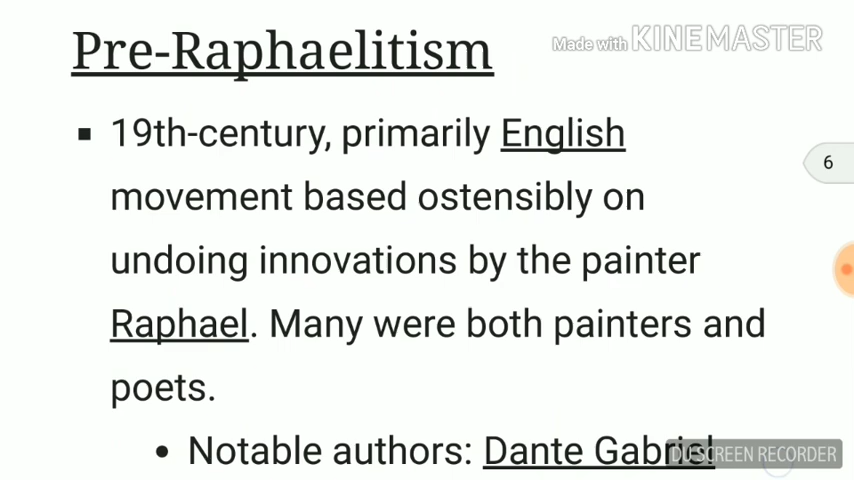 Pre-Raphaelitism
Made with KINEMASTER
▪ 19th-century, primarily English
movement based ostensibly on
6
undoing innovations by the painter
Raphael. Many were both painters and
poets.
• Notable authors: Dante Gabriel
DU SCREEN RECORDER